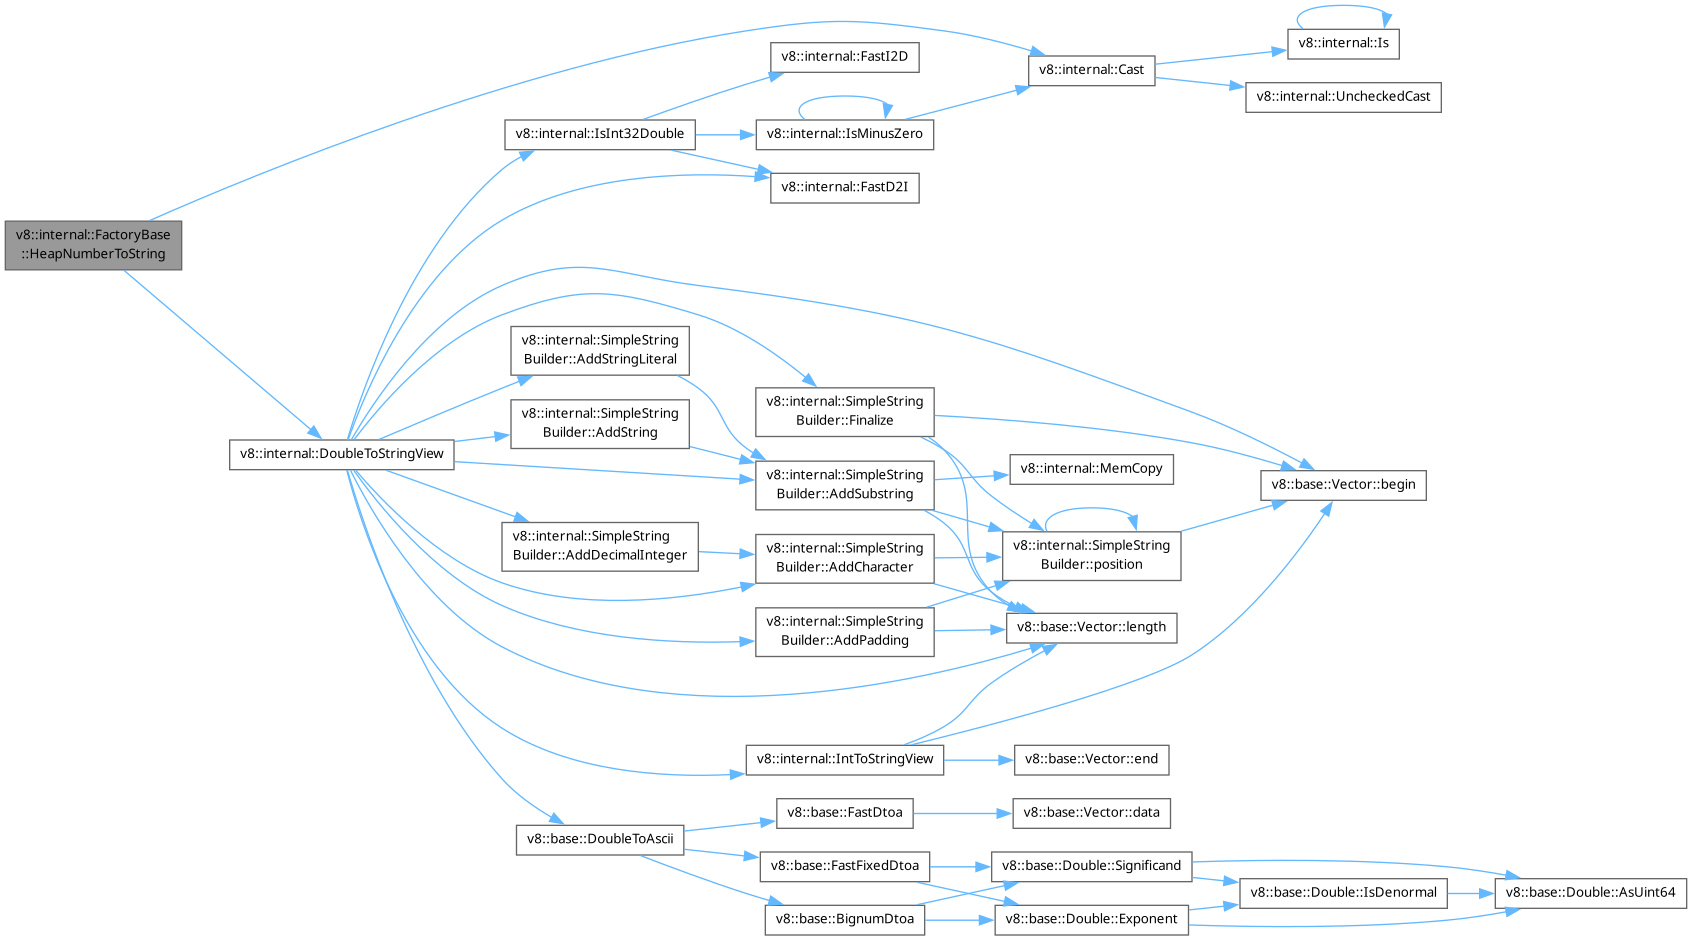 v8::internal::FactoryBase
::HeapNumberToString
v8::internal::Cast
v8::internal::Is
v8::internal::UncheckedCast
v8::internal::DoubleToStringView
v8::internal::IsInt32Double
v8::internal::FastI2D
v8::internal::IsMinusZero
v8::internal::FastD2I
v8::internal::SimpleString
Builder::AddStringLiteral
v8::internal::SimpleString
Builder::AddString
v8::internal::SimpleString
Builder::AddDecimalInteger
v8::internal::SimpleString
Builder::Finalize
v8::internal::SimpleString
Builder::AddSubstring
v8::internal::SimpleString
Builder::AddCharacter
v8::internal::SimpleString
Builder::AddPadding
v8::internal::MemCopy
v8::internal::SimpleString
Builder::position
v8::base::Vector::length
v8::base::Vector::begin
v8::internal::IntToStringView
v8::base::Vector::end
v8::base::DoubleToAscii
v8::base::FastDtoa
v8::base::Vector::data
v8::base::FastFixedDtoa
v8::base::BignumDtoa
v8::base::Double::Significand
v8::base::Double::Exponent
v8::base::Double::IsDenormal
v8::base::Double::AsUint64